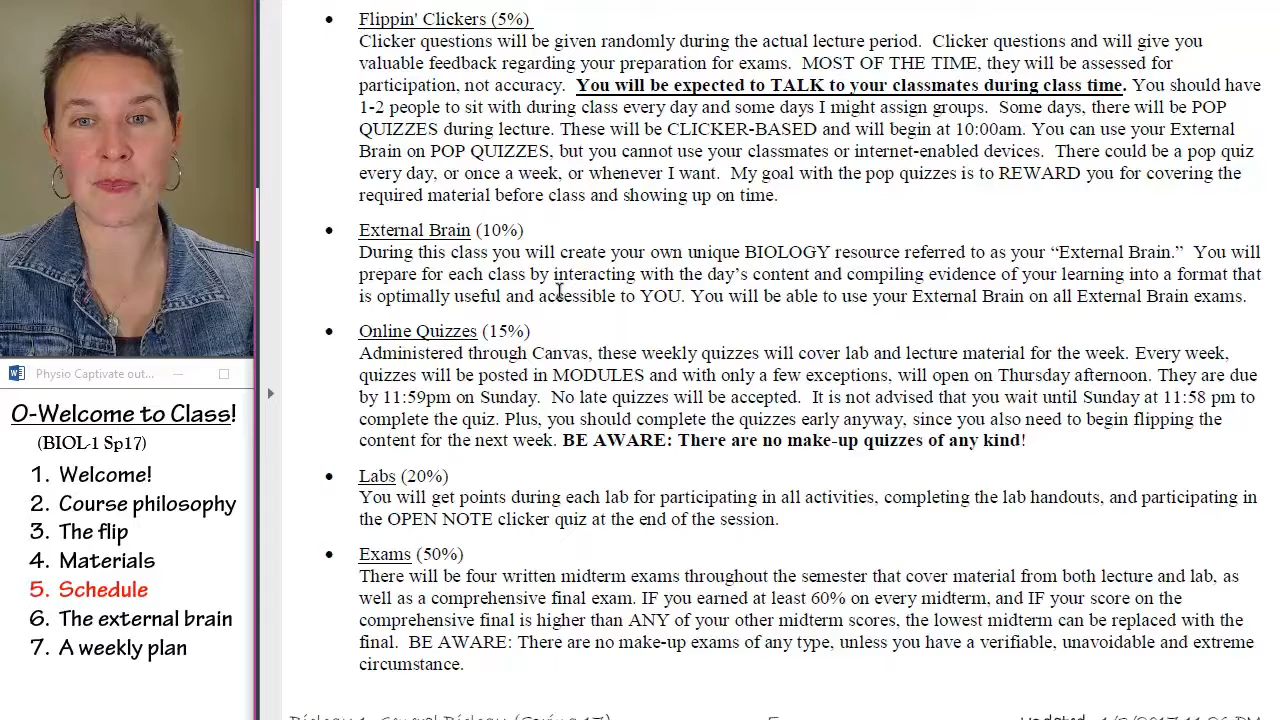 Physio Captivate out...
O-Welcome to Class!
(BIOL-1 Sp17)
1. Welcome!
2. Course philosophy
3. The flip
4. Materials
5. Schedule
6. The external brain
7. A weekly plan
• Flippin' Clickers (5%)
Clicker questions will be given randomly during the actual lecture period. Clicker questions and will give you
valuable feedback regarding your preparation for exams. MOST OF THE TIME, they will be assessed for
participation, not accuracy. You will be expected to TALK to your classmates during class time. You should have
1-2 people to sit with during class every day and some days I might assign groups. Some days, there will be POP
QUIZZES during lecture. These will be CLICKER-BASED and will begin at 10:00am. You can use your External
Brain on POP QUIZZES, but you cannot use your classmates or internet-enabled devices. There could be a pop quiz
every day, or once a week, or whenever I want. My goal with the pop quizzes is to REWARD you for covering the
required material before class and showing up on time.
• External Brain (10%)
During this class you will create your own unique BIOLOGY resource referred to as your “External Brain.” You will
prepare for each class by interacting with the day’s content and compiling evidence of your learning into a format that
is optimally useful and accessible to YOU. You will be able to use your External Brain on all External Brain exams.
• Online Quizzes (15%)
Administered through Canvas, these weekly quizzes will cover lab and lecture material for the week. Every week,
quizzes will be posted in MODULES and with only a few exceptions, will open on Thursday afternoon. They are due
by 11:59pm on Sunday. No late quizzes will be accepted. It is not advised that you wait until Sunday at 11:58 pm to
complete the quiz. Plus, you should complete the quizzes early anyway, since you also need to begin flipping the
content for the next week. BE AWARE: There are no make-up quizzes of any kind!
• Labs (20%)
You will get points during each lab for participating in all activities, completing the lab handouts, and participating in
the OPEN NOTE clicker quiz at the end of the session.
• Exams (50%)
There will be four written midterm exams throughout the semester that cover material from both lecture and lab, as
well as a comprehensive final exam. IF you earned at least 60% on every midterm, and IF your score on the
comprehensive final is higher than ANY of your other midterm scores, the lowest midterm can be replaced with the
final. BE AWARE: There are no make-up exams of any type, unless you have a verifiable, unavoidable and extreme
circumstance.